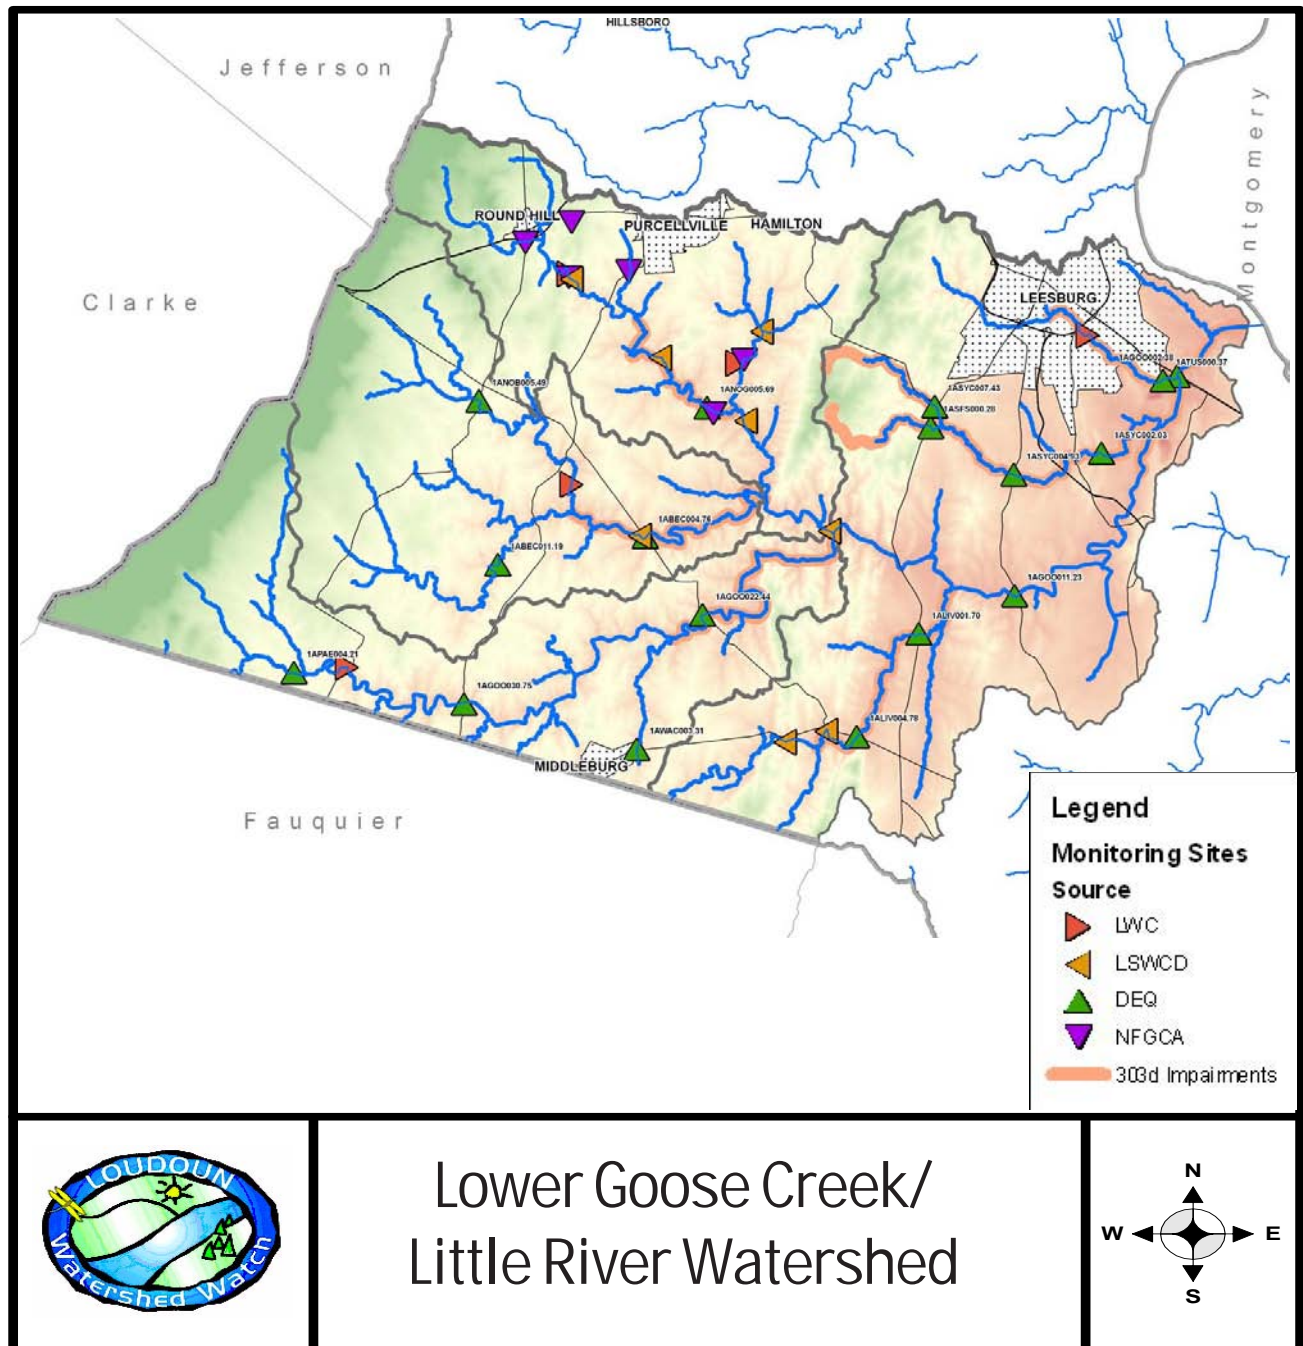 HILLSBORO
Jefferson
Montgomery
ROUND HILL
PURCELLVILLE
HAMILTON
Clarke
LEESBURG
1AGOO002.38
1ATUS000.37
1ANOB005.49
1ANOG005.69
1ASYC007.43
1ASFS000.28
1ASYC002.03
1ASYC004.93
1ABEC004.76
1ABEC011.19
1AGOO022.44
1AGOO011.23
1ALIV001.70
1APAE004.21
1AGOO030.75
1AWAC003.31
1ALIV004.78
MIDDLEBURG
Fauquier
Legend
Monitoring Sites
Source
LWC
LSWCD
DEQ
NFGCA
303d Impairments
LOUDOUN
Watershed Watch
Lower Goose Creek/
Little River Watershed
N
W E
S